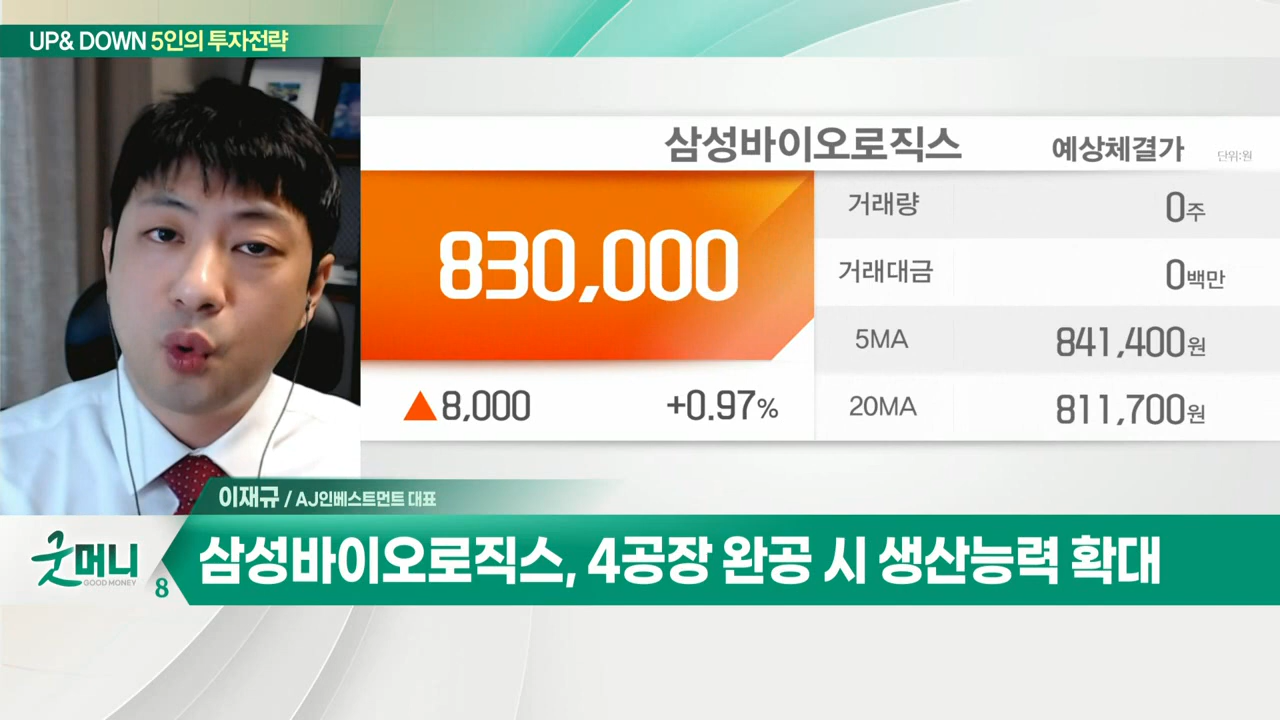 UP& DOWN 5인의 투자전략
삼성바이오로직스 예상체결가 단위:원
830,000
▲8,000 +0.97%
거래량 0주
거래대금 0백만
5MA 841,400원
20MA 811,700원
이재규 / AJ인베스트먼트 대표
굿머니
GOOD MONEY
8
삼성바이오로직스, 4공장 완공 시 생산능력 확대